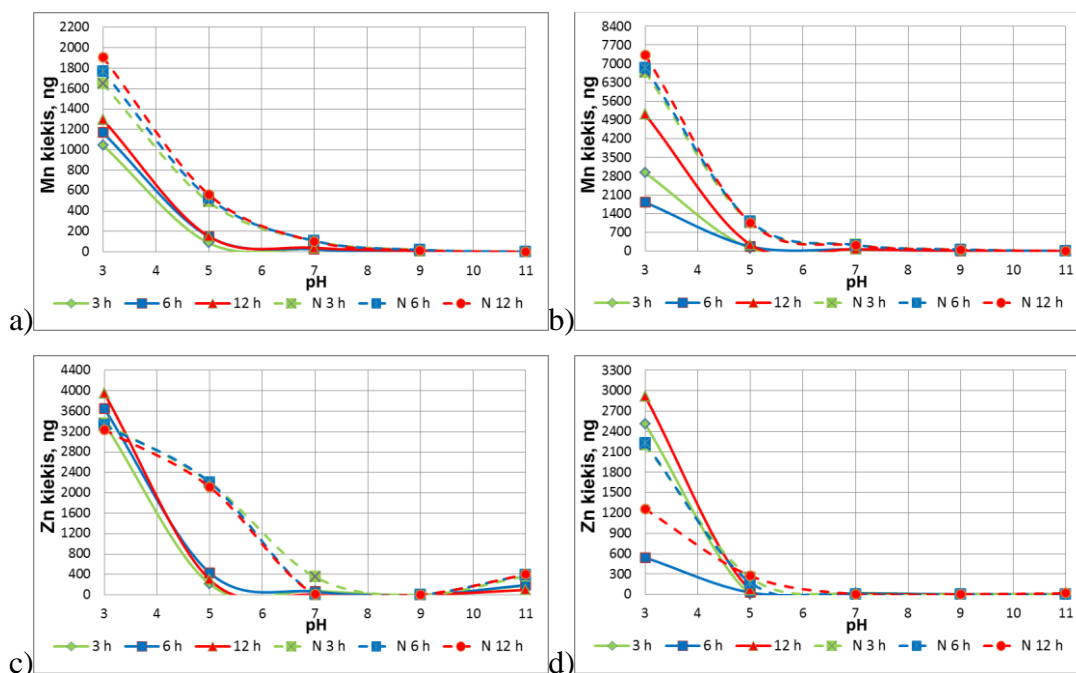 2200
2000
1800
1600
1400
1200
1000
800
600
400
200
0
Mn kiekis, ng
3 4 5 6 7 8 9 10 11
pH
3 h 6 h 12 h N 3 h N 6 h N 12 h
a)
8400
7700
7000
6300
5600
4900
4200
3500
2800
2100
1400
700
0
Mn kiekis, ng
3 4 5 6 7 8 9 10 11
pH
3 h 6 h 12 h N 3 h N 6 h N 12 h
b)
4400
4000
3600
3200
2800
2400
2000
1600
1200
800
400
0
Zn kiekis, ng
3 4 5 6 7 8 9 10 11
pH
3 h 6 h 12 h N 3 h N 6 h N 12 h
c)
3300
3000
2700
2400
2100
1800
1500
1200
900
600
300
0
Zn kiekis, ng
3 4 5 6 7 8 9 10 11
pH
3 h 6 h 12 h N 3 h N 6 h N 12 h
d)